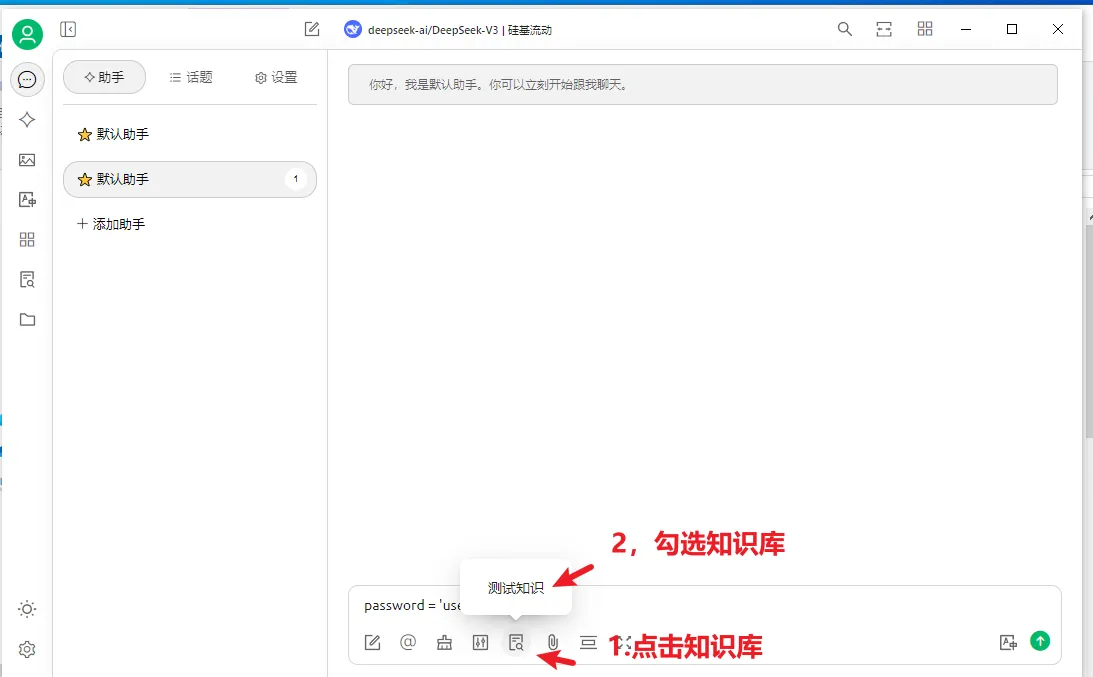 deepseek-ai/DeepSeek-V3 | 硅基流动
助手
话题
设置
你好，我是默认助手。你可以立刻开始跟我聊天。
默认助手
默认助手
1
添加助手
2，勾选知识库
测试知识
password = 'use
1.点击知识库